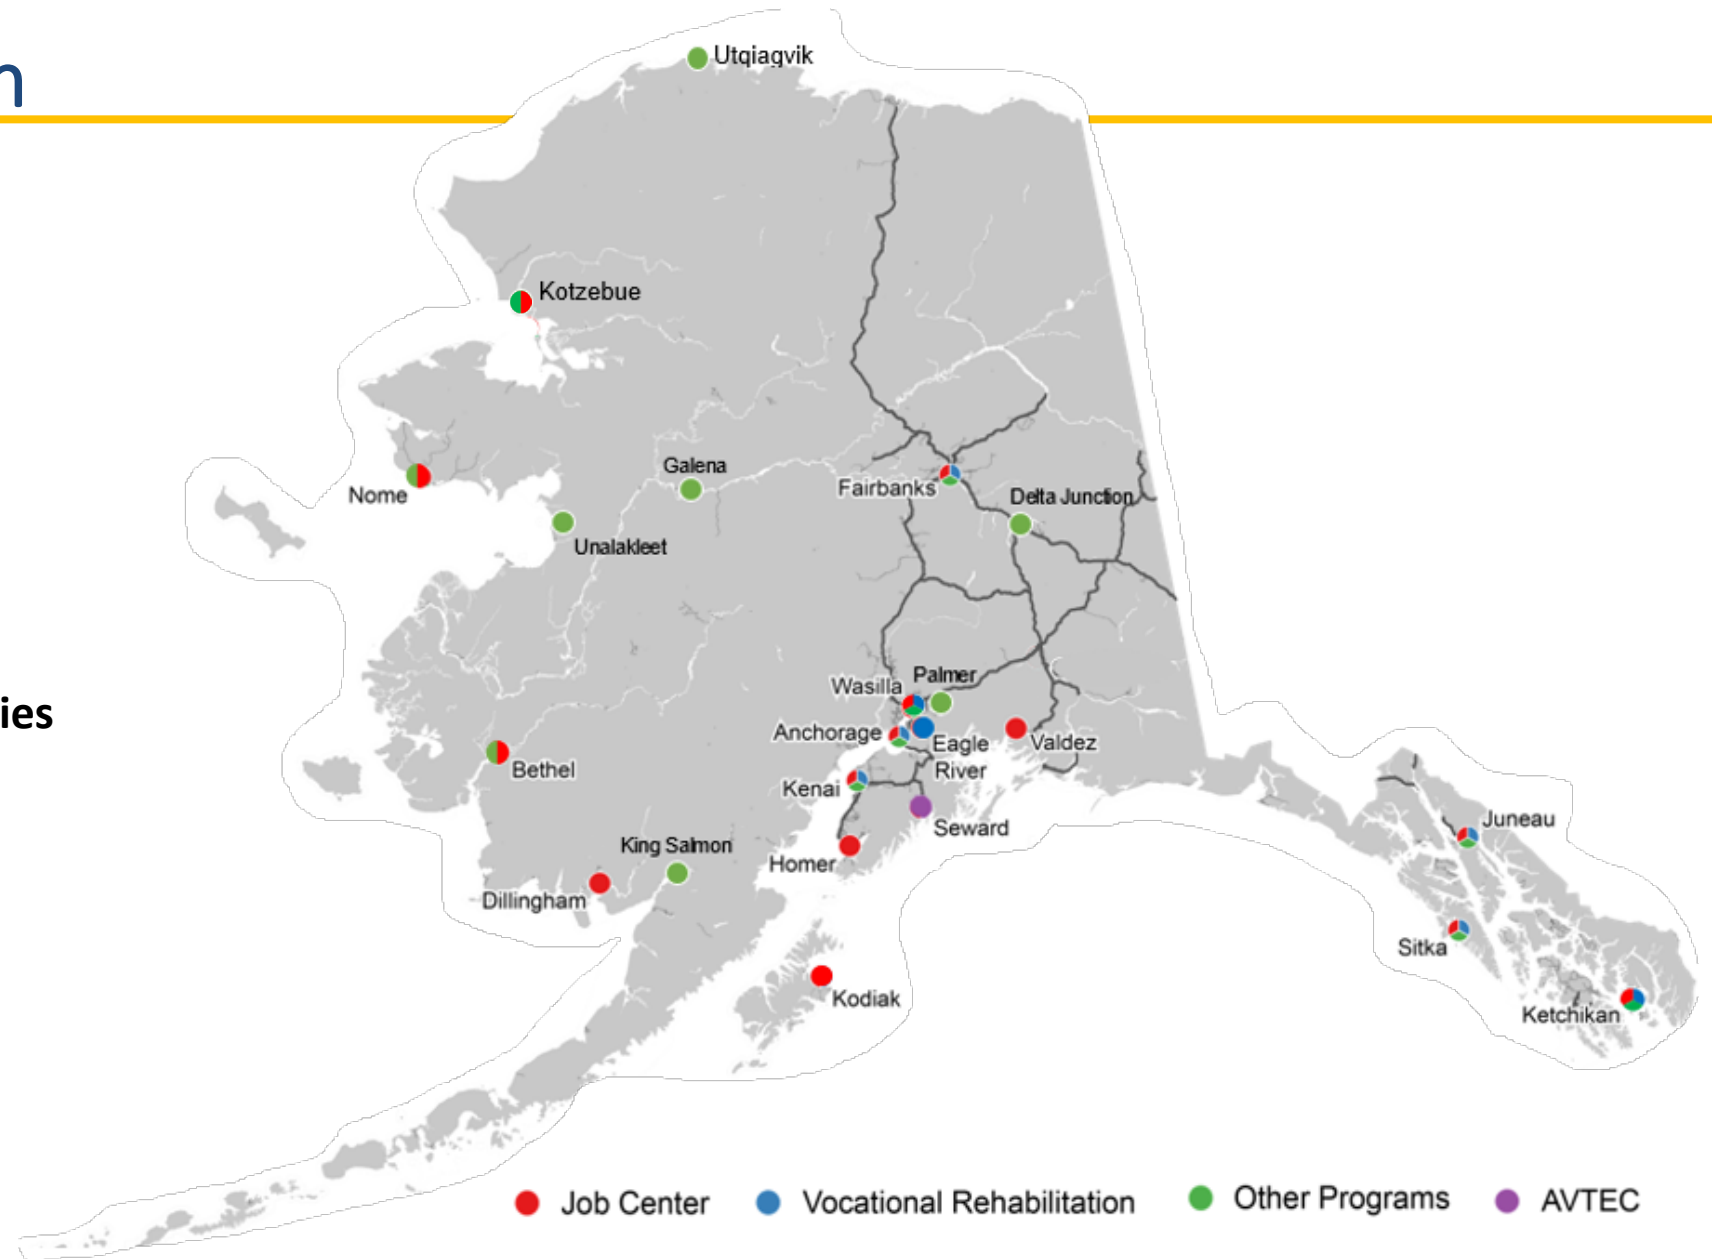 n
Utqiagvik
Kotzebue
Galena
Nome
Fairbanks
Delta Junction
Unalakleet
Palmer
Wasilla
ies
Anchorage
Eagle
River
Valdez
Bethel
Kenai
Seward
Juneau
King Salmon
Homer
Dillingham
Sitka
Kodiak
Ketchikan
Job Center
Vocational Rehabilitation
Other Programs
AVTEC